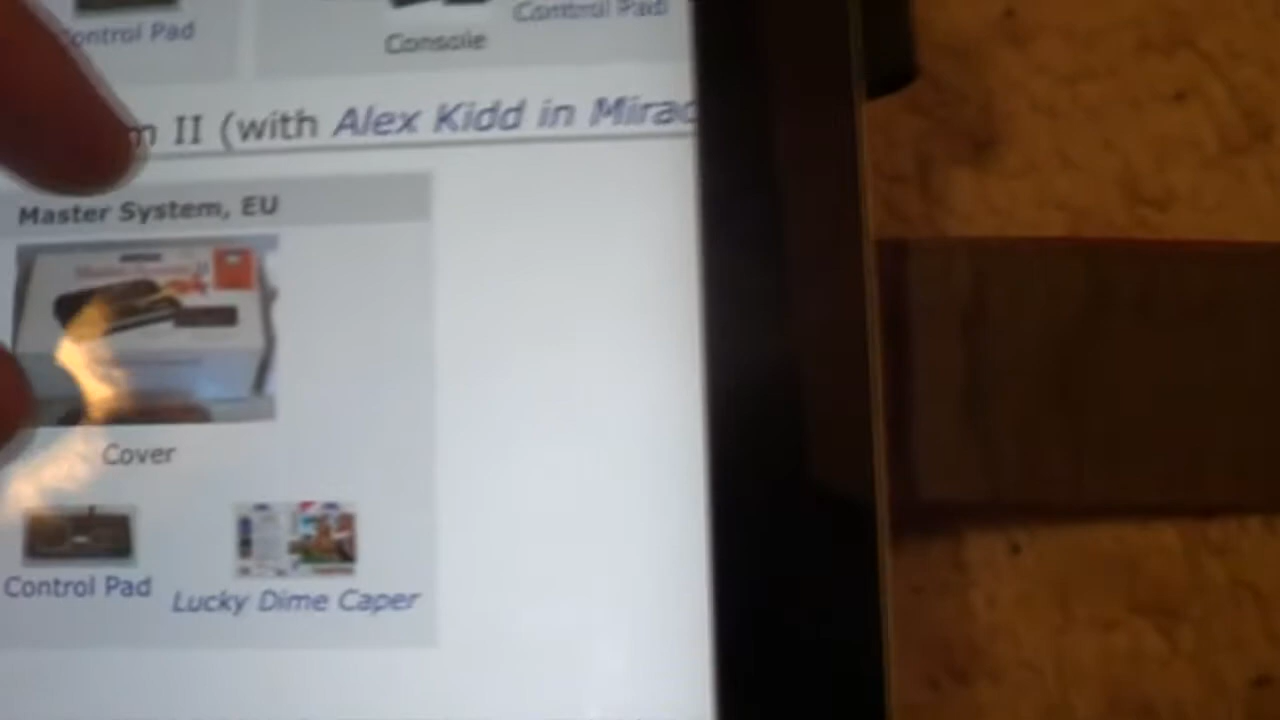 ontrol Pad
Console
Control Pad
m II (with Alex Kidd in Mirac
Master System, EU
Cover
Control Pad
Lucky Dime Caper